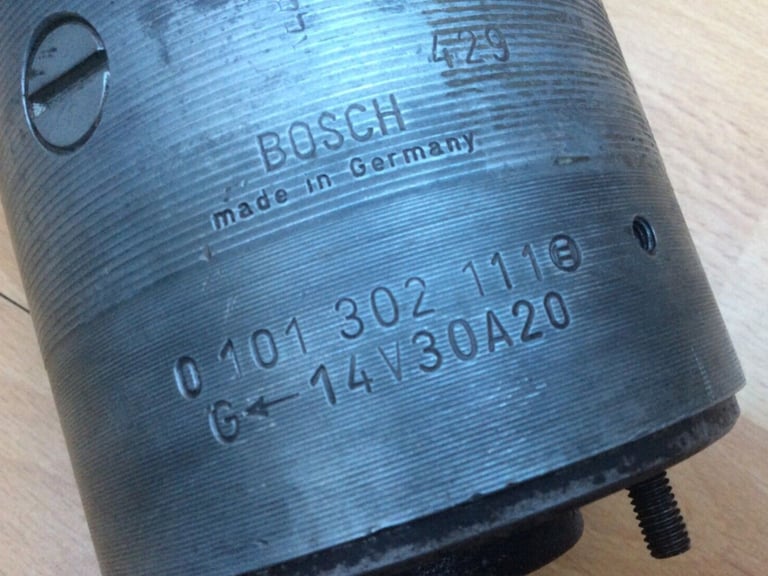 429
BOSCH
made in Germany
0 101 302 111 E
G ← 14V30A20